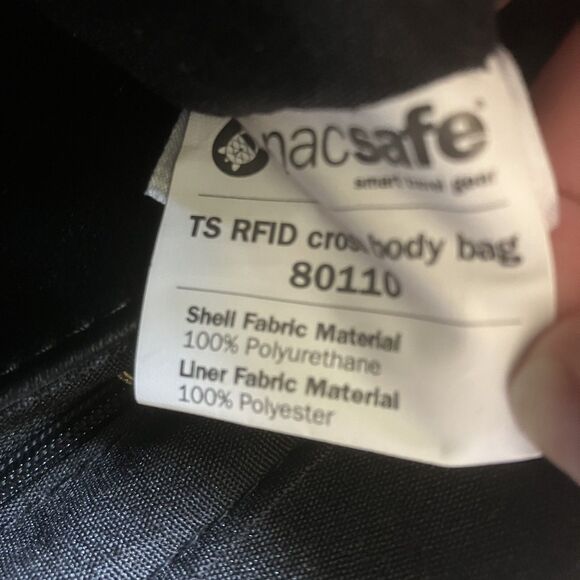 pacsafe
smart travel gear
TS RFID crossbody bag
80110
Shell Fabric Material
100% Polyurethane
Liner Fabric Material
100% Polyester